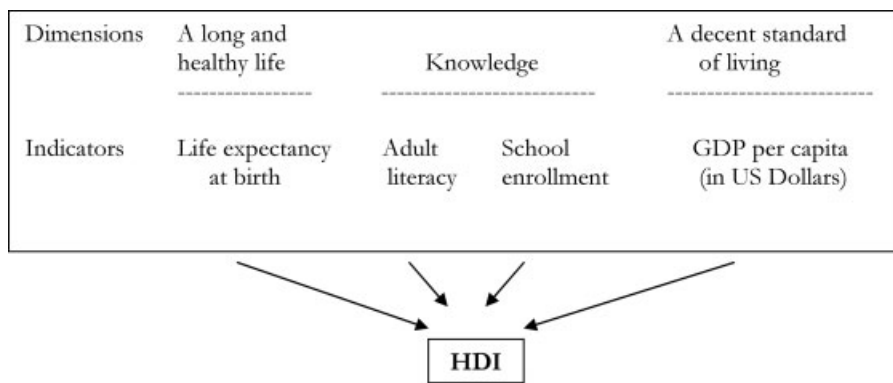 Dimensions A long and healthy life Knowledge A decent standard of living
----------------- --------------------------- --------------------------
Indicators Life expectancy at birth Adult literacy School enrollment GDP per capita (in US Dollars)
HDI